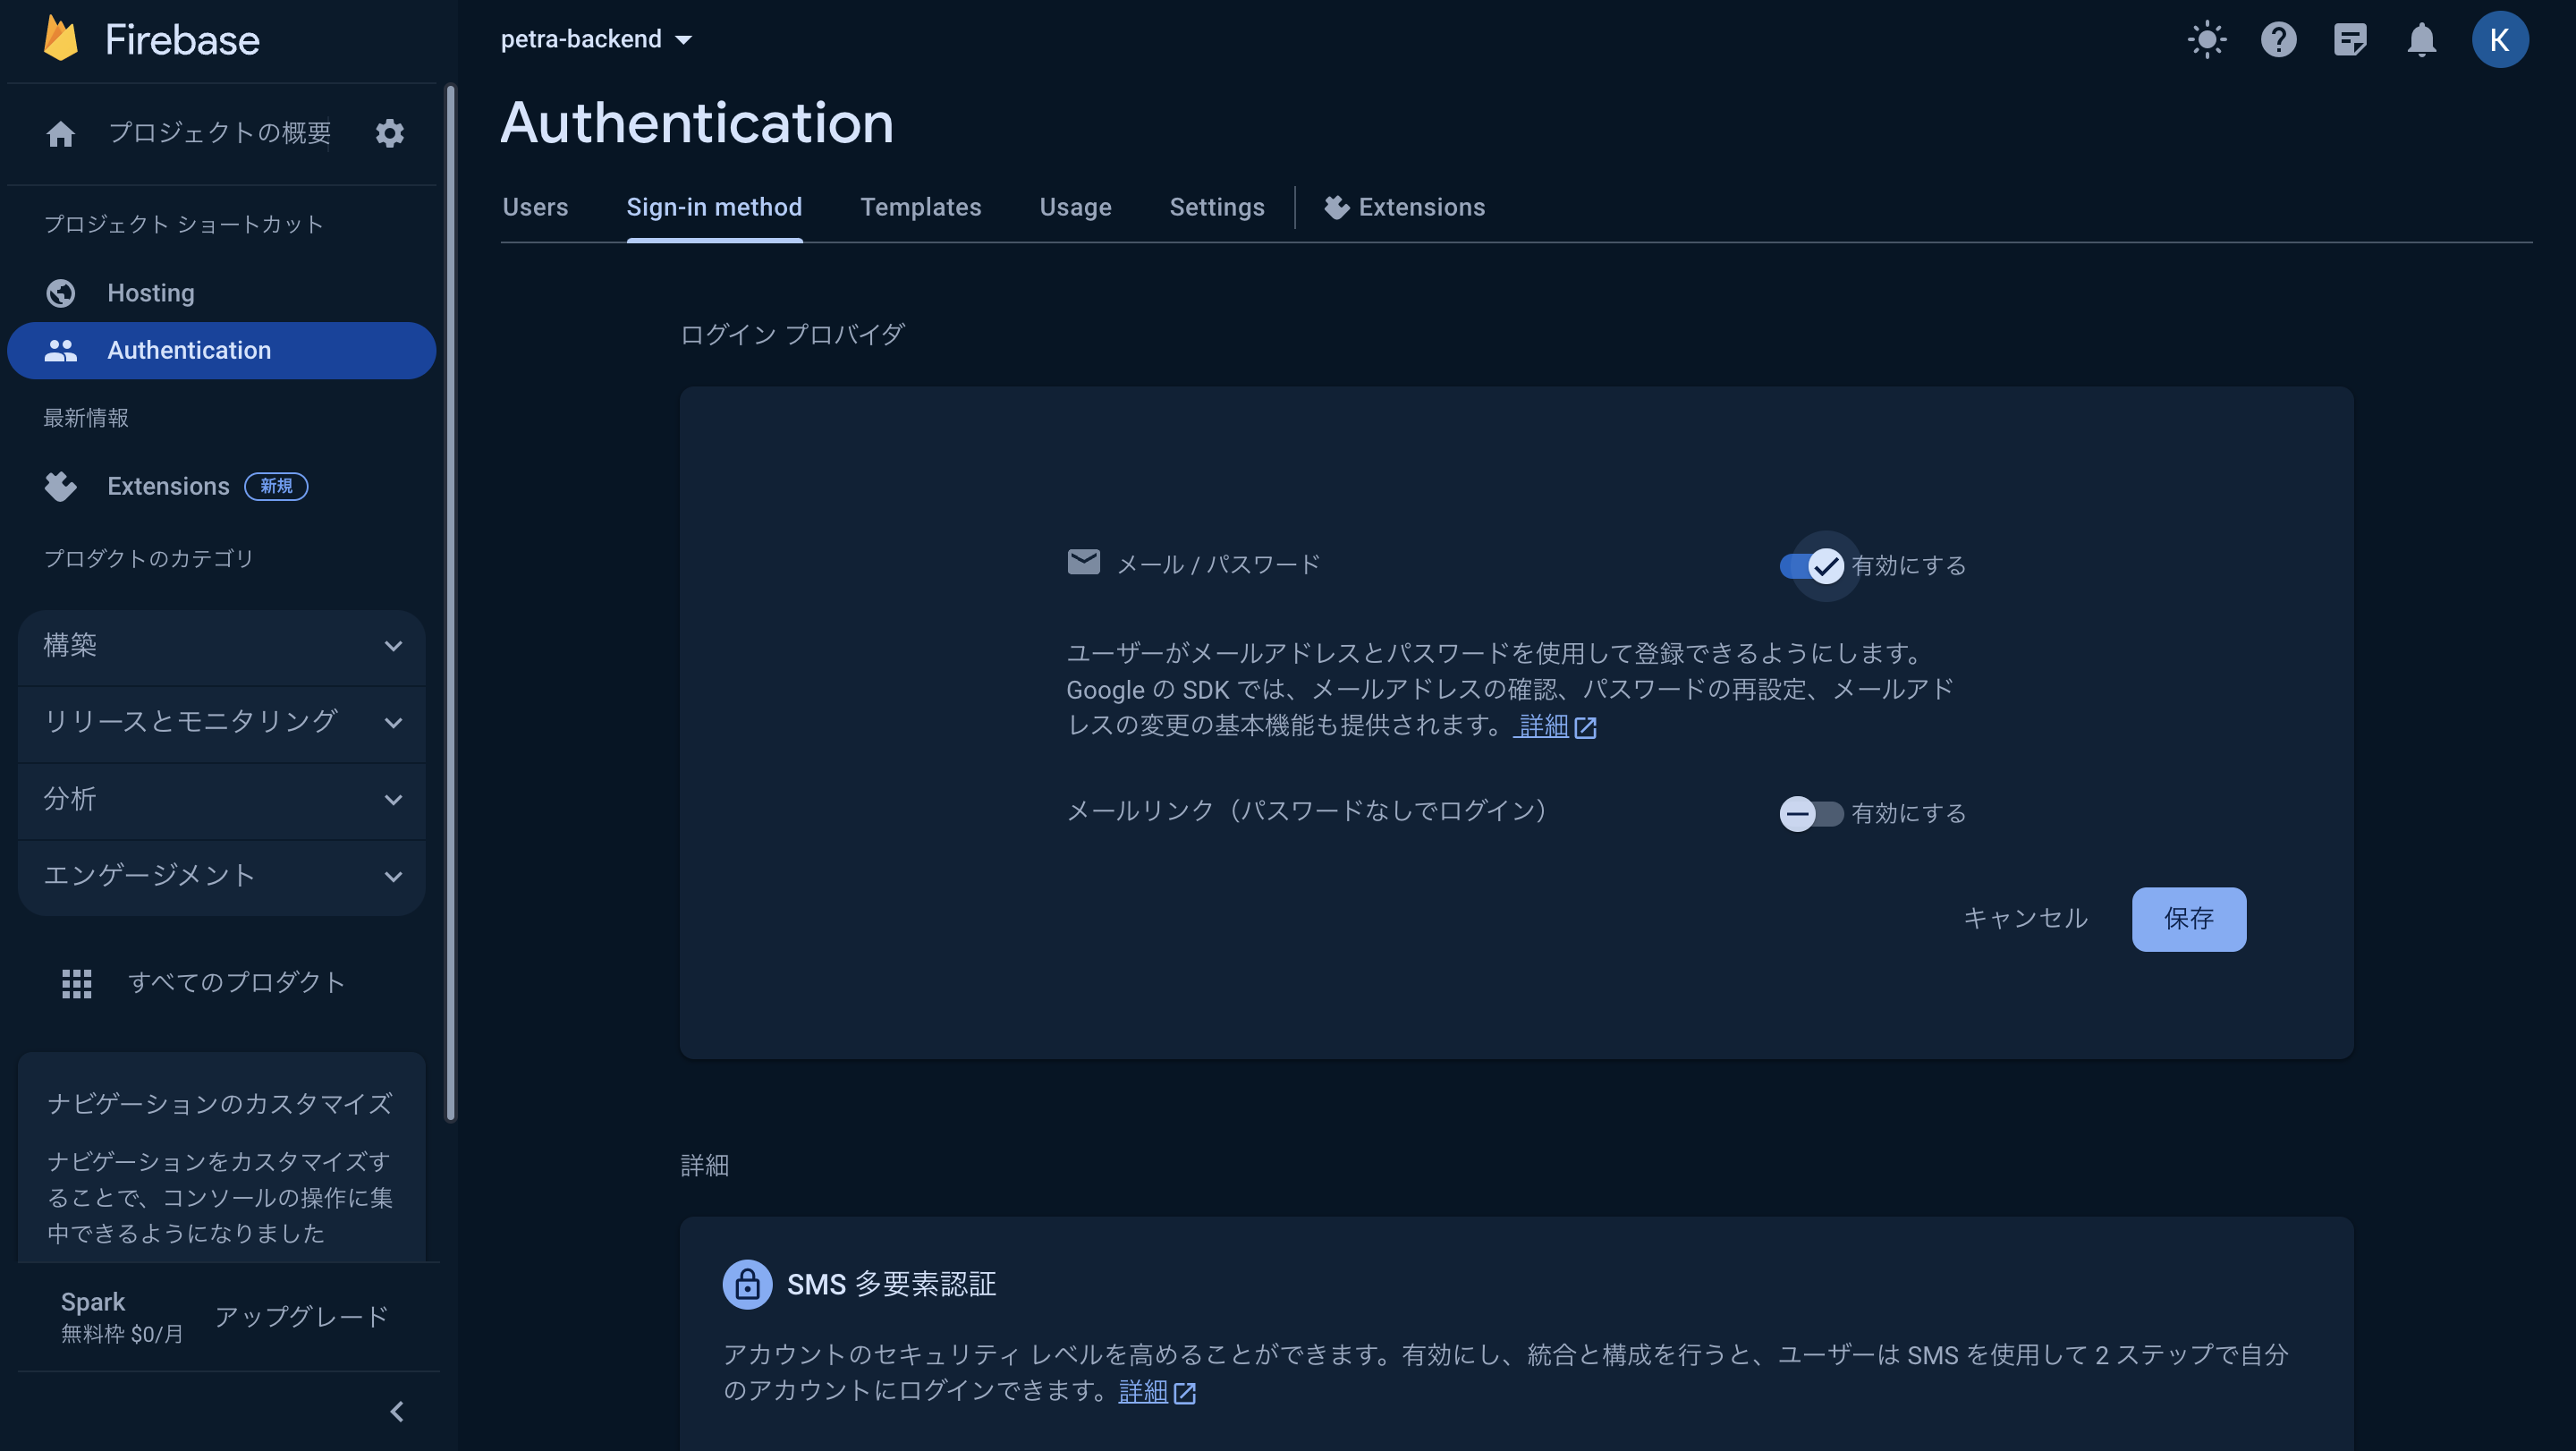 Firebase
プロジェクトの概要
プロジェクト ショートカット
Hosting
Authentication
最新情報
Extensions 新規
プロダクトのカテゴリ
構築
リリースとモニタリング
分析
エンゲージメント
すべてのプロダクト
ナビゲーションのカスタマイズ
ナビゲーションをカスタマイズす
ることで、コンソールの操作に集
中できるようになりました
Spark
無料枠 $0/月
アップグレード
petra-backend
K
Authentication
Users Sign-in method Templates Usage Settings Extensions
ログイン プロバイダ
メール / パスワード 有効にする
ユーザーがメールアドレスとパスワードを使用して登録できるようにします。
Google の SDK では、メールアドレスの確認、パスワードの再設定、メールアド
レスの変更の基本機能も提供されます。 詳細
メールリンク（パスワードなしでログイン） 有効にする
キャンセル 保存
詳細
SMS 多要素認証
アカウントのセキュリティ レベルを高めることができます。有効にし、統合と構成を行うと、ユーザーは SMS を使用して 2 ステップで自分
のアカウントにログインできます。詳細